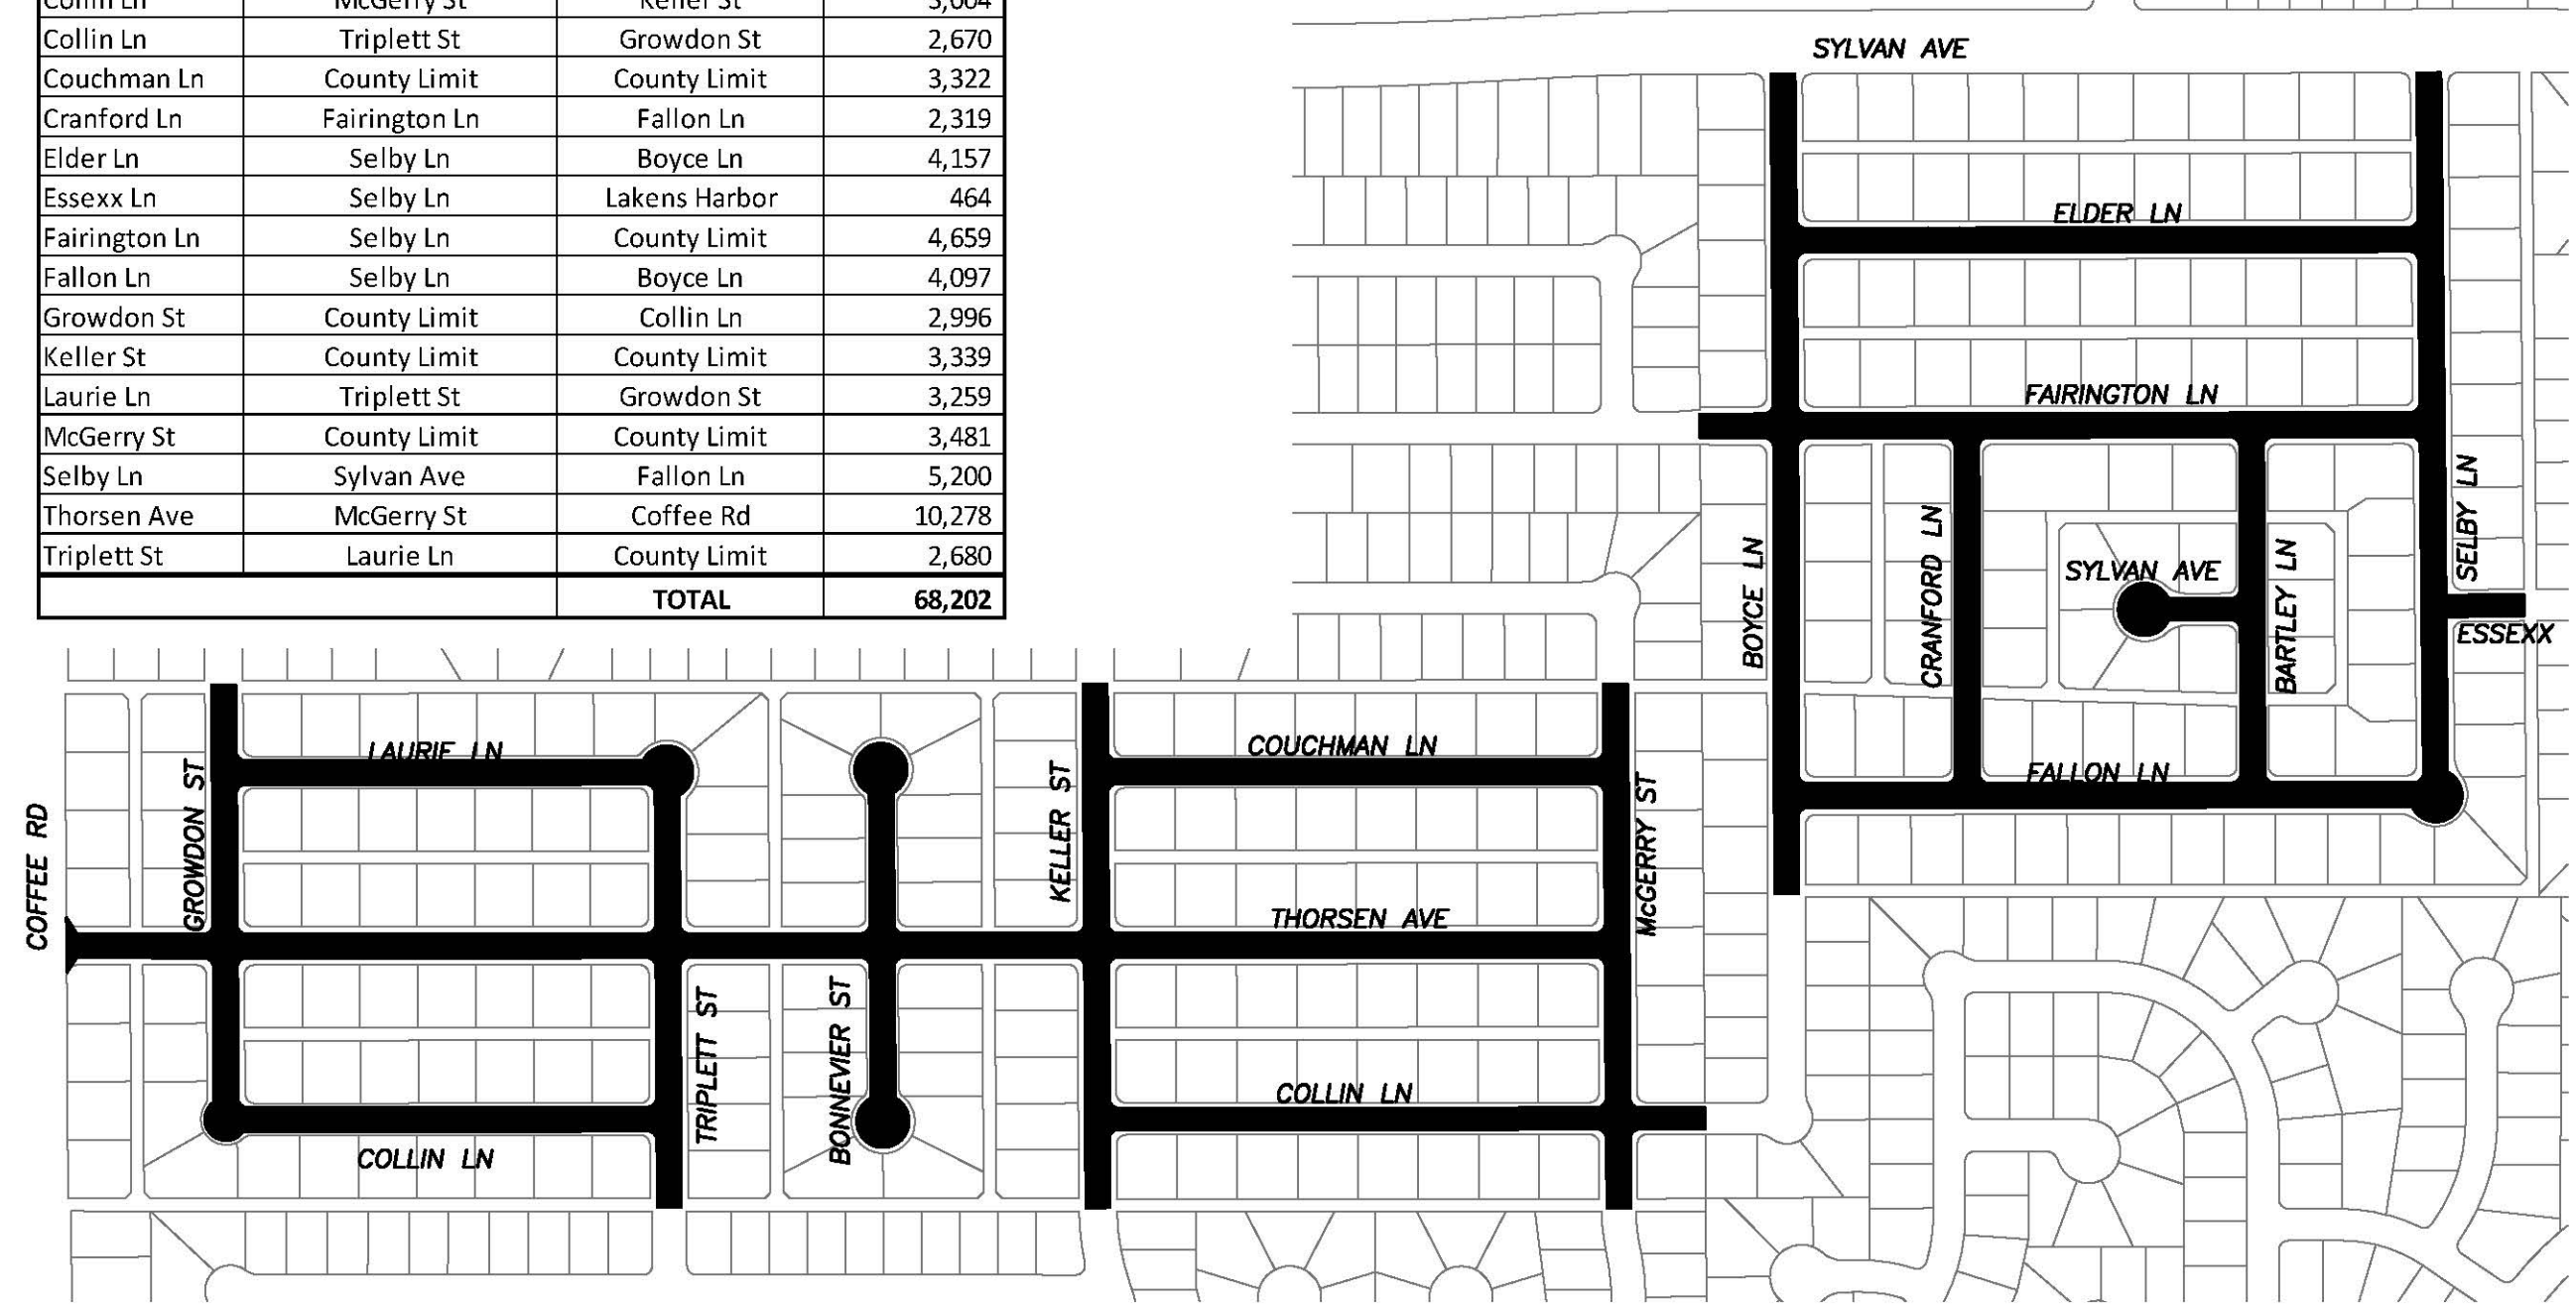 Collin Ln McGerry St Keller St 3,664
Collin Ln Triplett St Growdon St 2,670
Couchman Ln County Limit County Limit 3,322
Cranford Ln Fairington Ln Fallon Ln 2,319
Elder Ln Selby Ln Boyce Ln 4,157
Essexx Ln Selby Ln Lakens Harbor 464
Fairington Ln Selby Ln County Limit 4,659
Fallon Ln Selby Ln Boyce Ln 4,097
Growdon St County Limit Collin Ln 2,996
Keller St County Limit County Limit 3,339
Laurie Ln Triplett St Growdon St 3,259
McGerry St County Limit County Limit 3,481
Selby Ln Sylvan Ave Fallon Ln 5,200
Thorsen Ave McGerry St Coffee Rd 10,278
Triplett St Laurie Ln County Limit 2,680
TOTAL 68,202
SYLVAN AVE
ELDER LN
FAIRINGTON LN
BOYCE LN
CRANFORD LN
SYLVAN AVE
BARTLEY LN
SELBY LN
ESSEXX
FALLON LN
COFFEE RD
GROWDON ST
LAURIE LN
KELLER ST
COUCHMAN LN
McGERRY ST
THORSEN AVE
TRIPLETT ST
BONNEVIER ST
COLLIN LN
COLLIN LN